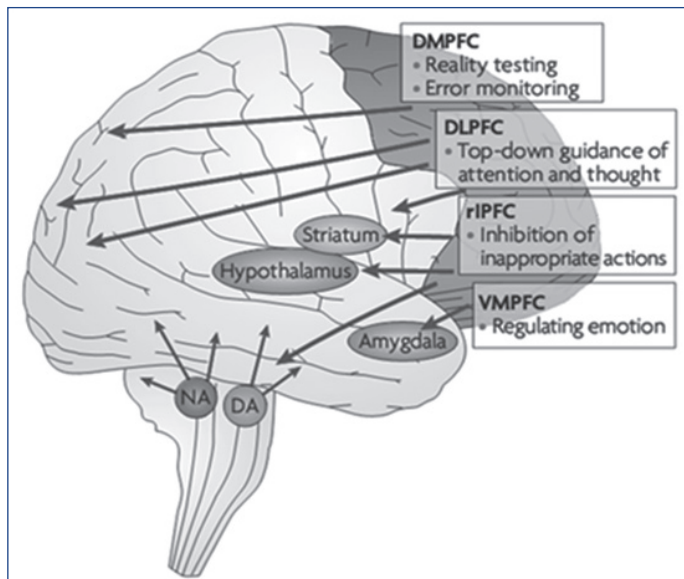 DMPFC
• Reality testing
• Error monitoring
DLPFC
• Top-down guidance of
attention and thought
rIPFC
• Inhibition of
inappropriate actions
VMPFC
• Regulating emotion
Striatum
Hypothalamus
Amygdala
NA
DA